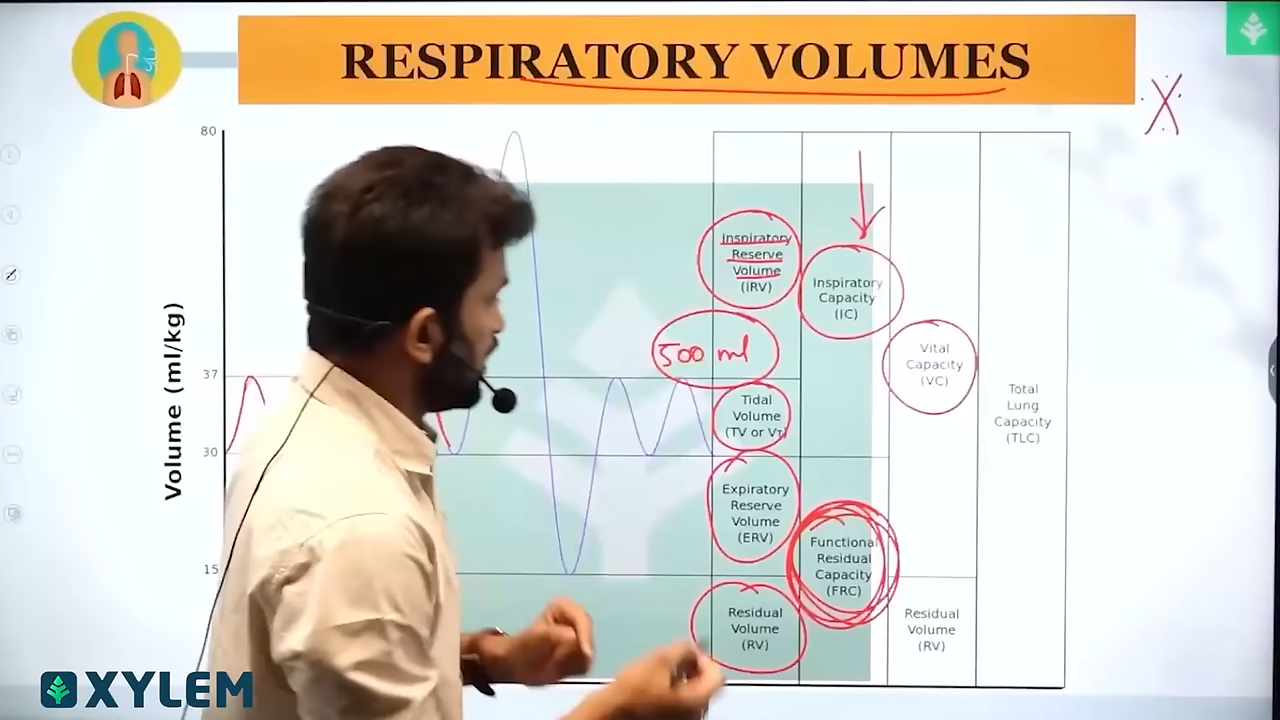 RESPIRATORY VOLUMES
X
80
37
30
15
Volume (ml/kg)
Inspiratory
Reserve
Volume
(IRV)
500 ml
Tidal
Volume
(TV or VT)
Expiratory
Reserve
Volume
(ERV)
Residual
Volume
(RV)
Inspiratory
Capacity
(IC)
Functional
Residual
Capacity
(FRC)
Vital
Capacity
(VC)
Residual
Volume
(RV)
Total
Lung
Capacity
(TLC)
XYLEM